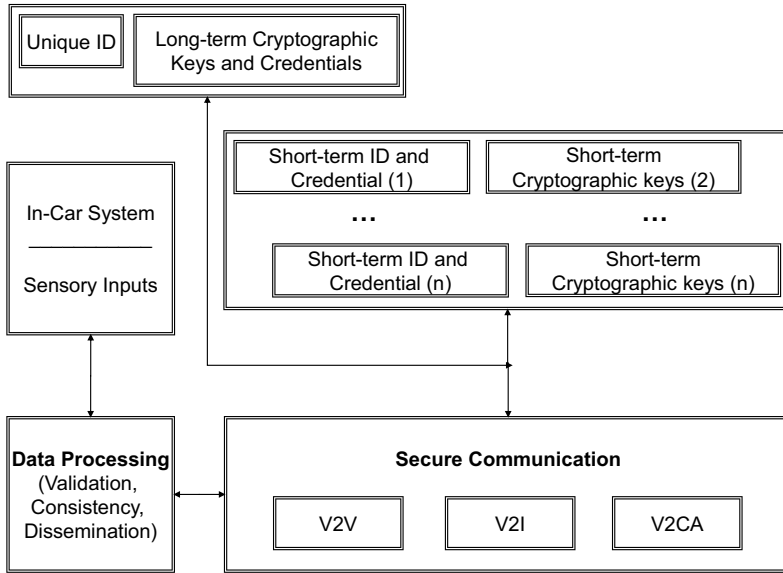 Unique ID
Long-term Cryptographic
Keys and Credentials
Short-term ID and
Credential (1)
Short-term
Cryptographic keys (2)
...
...
Short-term ID and
Credential (n)
Short-term
Cryptographic keys (n)
In-Car System
Sensory Inputs
Data Processing
(Validation,
Consistency,
Dissemination)
Secure Communication
V2V
V2I
V2CA